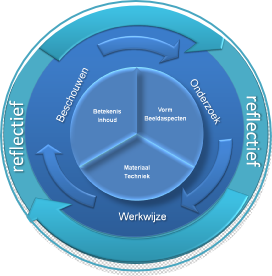 reflectief
Beschouwen
Onderzoek
reflectief
Betekenis
inhoud
Vorm
Beeldaspecten
Materiaal
Techniek
Werkwijze